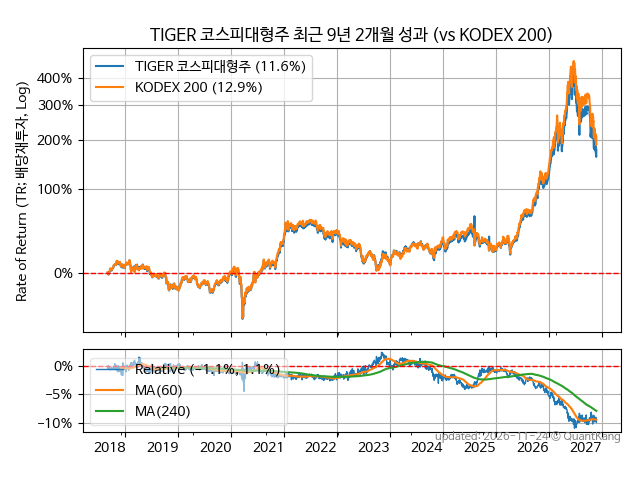 TIGER 코스피대형주 최근 9년 2개월 성과 (vs KODEX 200)
Rate of Return (TR: 배당재투자, Log)
TIGER 코스피대형주 (11.6%)
KODEX 200 (12.9%)
400%
300%
200%
100%
0%
Relative (−1.1%, 1.1%)
MA(60)
MA(240)
0%
−5%
−10%
2018 2019 2020 2021 2022 2023 2024 2025 2026 2027
updated: 2026-11-24 © QuantKang